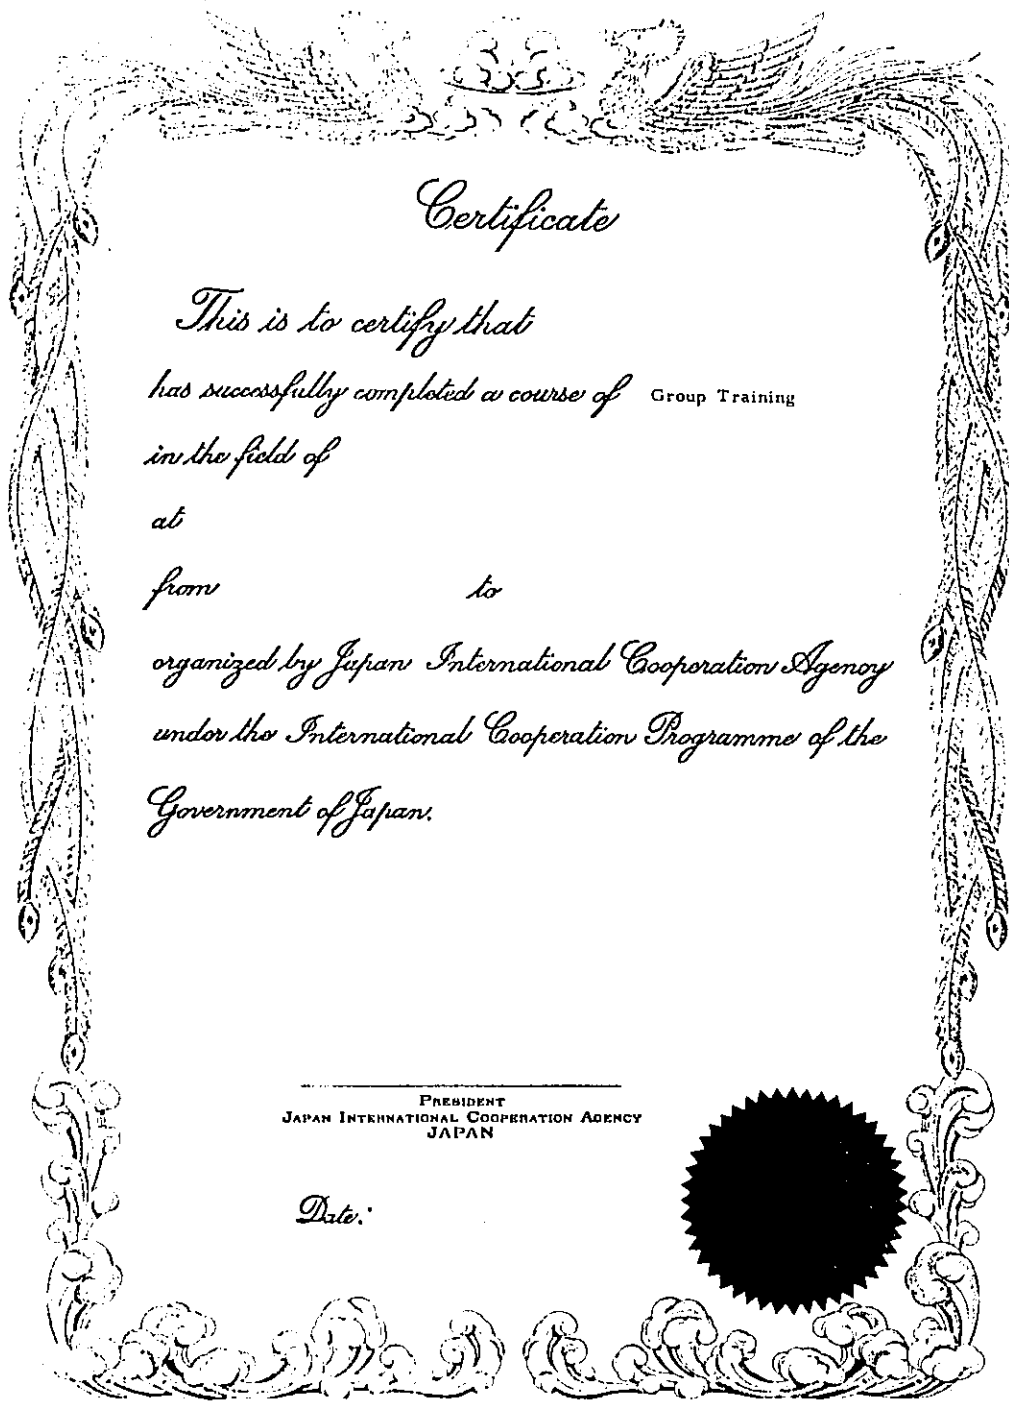 Certificate
This is to certify that
has successfully completed a course of Group Training
in the field of
at
from to
organized by Japan International Cooperation Agency
under the International Cooperation Programme of the
Government of Japan.
PRESIDENT
JAPAN INTERNATIONAL COOPERATION AGENCY
JAPAN
Date: